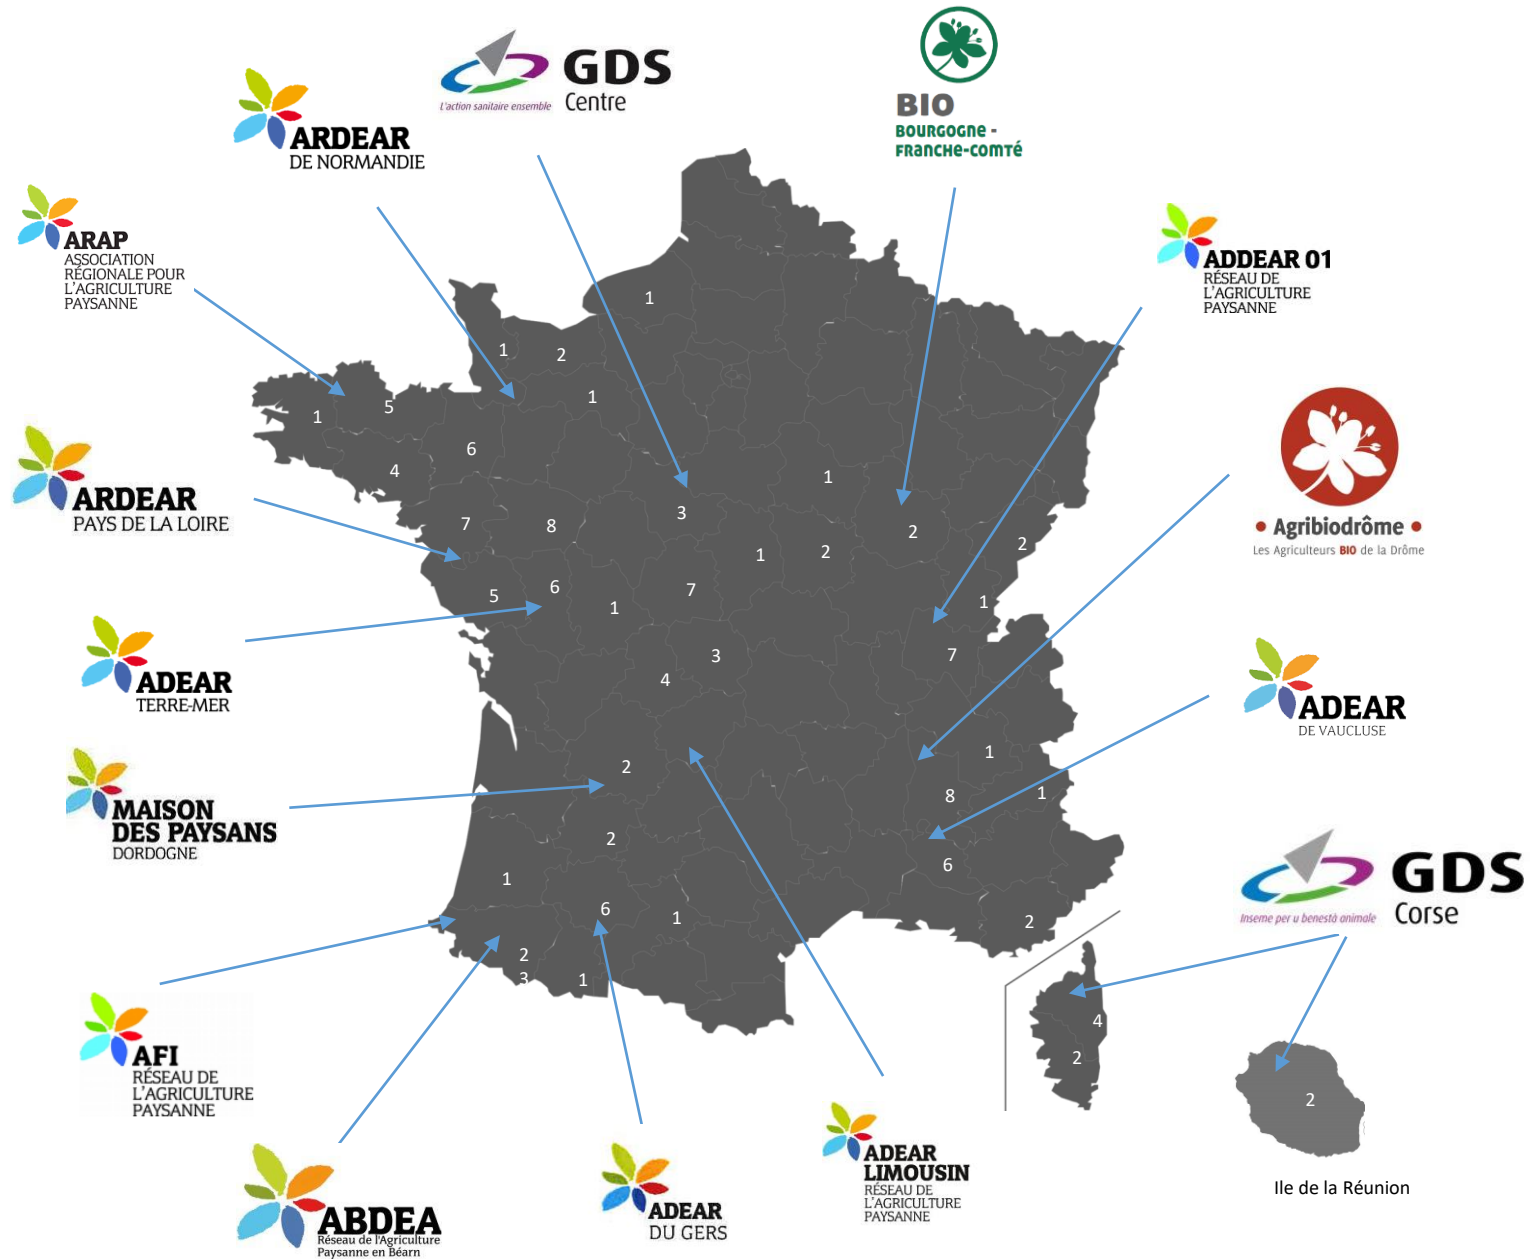 GDS
Centre
L'action sanitaire ensemble
BIO
BOURGOGNE -
FRANCHE-COMTÉ
ARDEAR
DE NORMANDIE
ARAP
ASSOCIATION
RÉGIONALE POUR
L'AGRICULTURE
PAYSANNE
ADDEAR 01
RÉSEAU DE
L'AGRICULTURE
PAYSANNE
ARDEAR
PAYS DE LA LOIRE
• Agribiodrôme •
Les Agriculteurs BIO de la Drôme
ADEAR
TERRE-MER
ADEAR
DE VAUCLUSE
MAISON
DES PAYSANS
DORDOGNE
GDS
Corse
Inseme per u benestà animale
AFI
RÉSEAU DE
L'AGRICULTURE
PAYSANNE
ABDEA
Réseau de l'Agriculture
Paysanne en Béarn
ADEAR
DU GERS
ADEAR
LIMOUSIN
RÉSEAU DE
L'AGRICULTURE
PAYSANNE
Ile de la Réunion
1
1
2
1
5
1
6
4
1
7
8
3
2
1
2
2
6
5
1
7
1
3
7
4
1
2
8
1
2
6
1
6
1
2
2
3
1
4
2
2